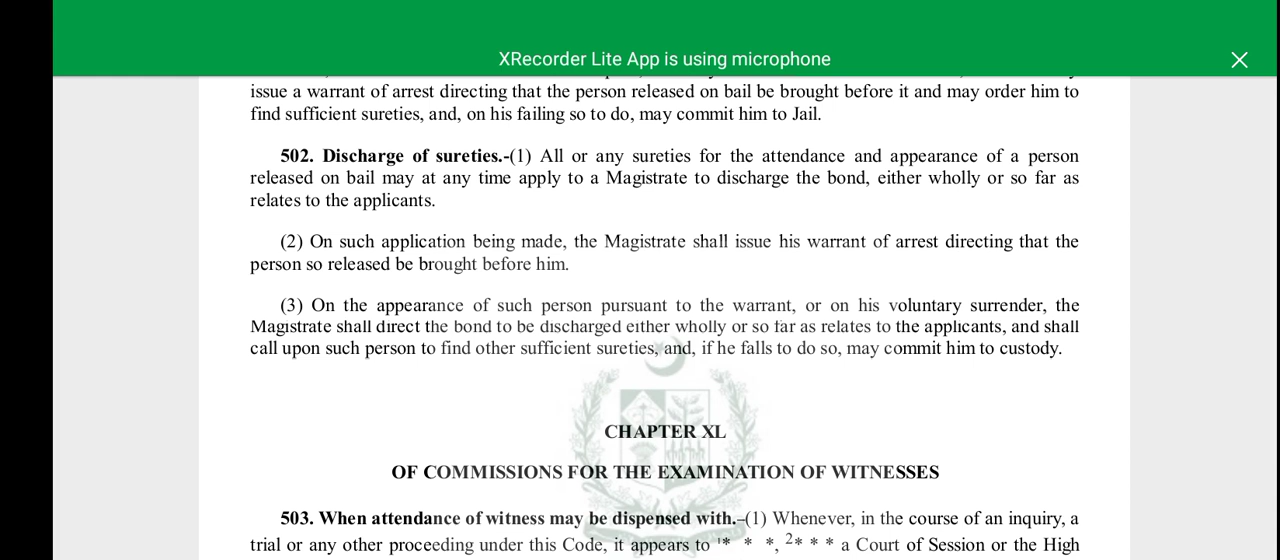 XRecorder Lite App is using microphone
issue a warrant of arrest directing that the person released on bail be brought before it and may order him to
find sufficient sureties, and, on his failing so to do, may commit him to Jail.
502. Discharge of sureties.-(1) All or any sureties for the attendance and appearance of a person
released on bail may at any time apply to a Magistrate to discharge the bond, either wholly or so far as
relates to the applicants.
(2) On such application being made, the Magistrate shall issue his warrant of arrest directing that the
person so released be brought before him.
(3) On the appearance of such person pursuant to the warrant, or on his voluntary surrender, the
Magistrate shall direct the bond to be discharged either wholly or so far as relates to the applicants, and shall
call upon such person to find other sufficient sureties, and, if he falls to do so, may commit him to custody.
CHAPTER XL
OF COMMISSIONS FOR THE EXAMINATION OF WITNESSES
503. When attendance of witness may be dispensed with.–(1) Whenever, in the course of an inquiry, a
trial or any other proceeding under this Code, it appears to ¹* * *, ²* * * a Court of Session or the High